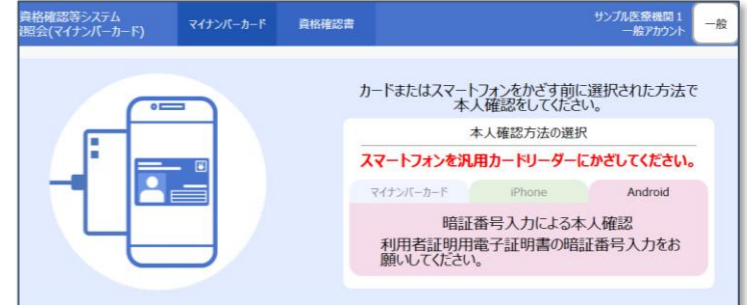 資格確認等システム
照会(マイナンバーカード)
マイナンバーカード
資格確認書
サンプル医療機関1
一般アカウント
一般
カードまたはスマートフォンをかざす前に選択された方法で
本人確認をしてください。
本人確認方法の選択
スマートフォンを汎用カードリーダーにかざしてください。
マイナンバーカード
iPhone
Android
暗証番号入力による本人確認
利用者証明用電子証明書の暗証番号入力をお
願いしてください。